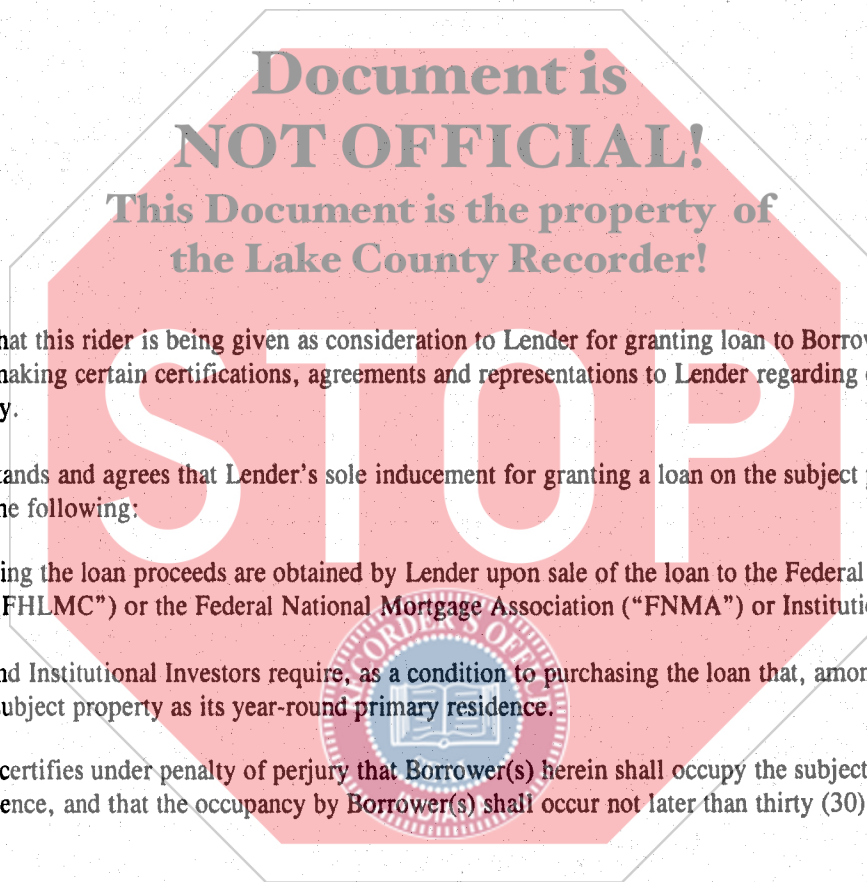 Document is
NOT OFFICIAL!
This Document is the property of
the Lake County Recorder!
STOP
hat this rider is being given as consideration to Lender for granting loan to Borrow
naking certain certifications, agreements and representations to Lender regarding
y.
tands and agrees that Lender's sole inducement for granting a loan on the subject
ne following:
ing the loan proceeds are obtained by Lender upon sale of the loan to the Federal
FHLMC”) or the Federal National Mortgage Association (“FNMA”) or Instituti
nd Institutional Investors require, as a condition to purchasing the loan that, amon
ubject property as its year-round primary residence.
certifies under penalty of perjury that Borrower(s) herein shall occupy the subject
ence, and that the occupancy by Borrower(s) shall occur not later than thirty (30)
RECORDER'S OFFICE